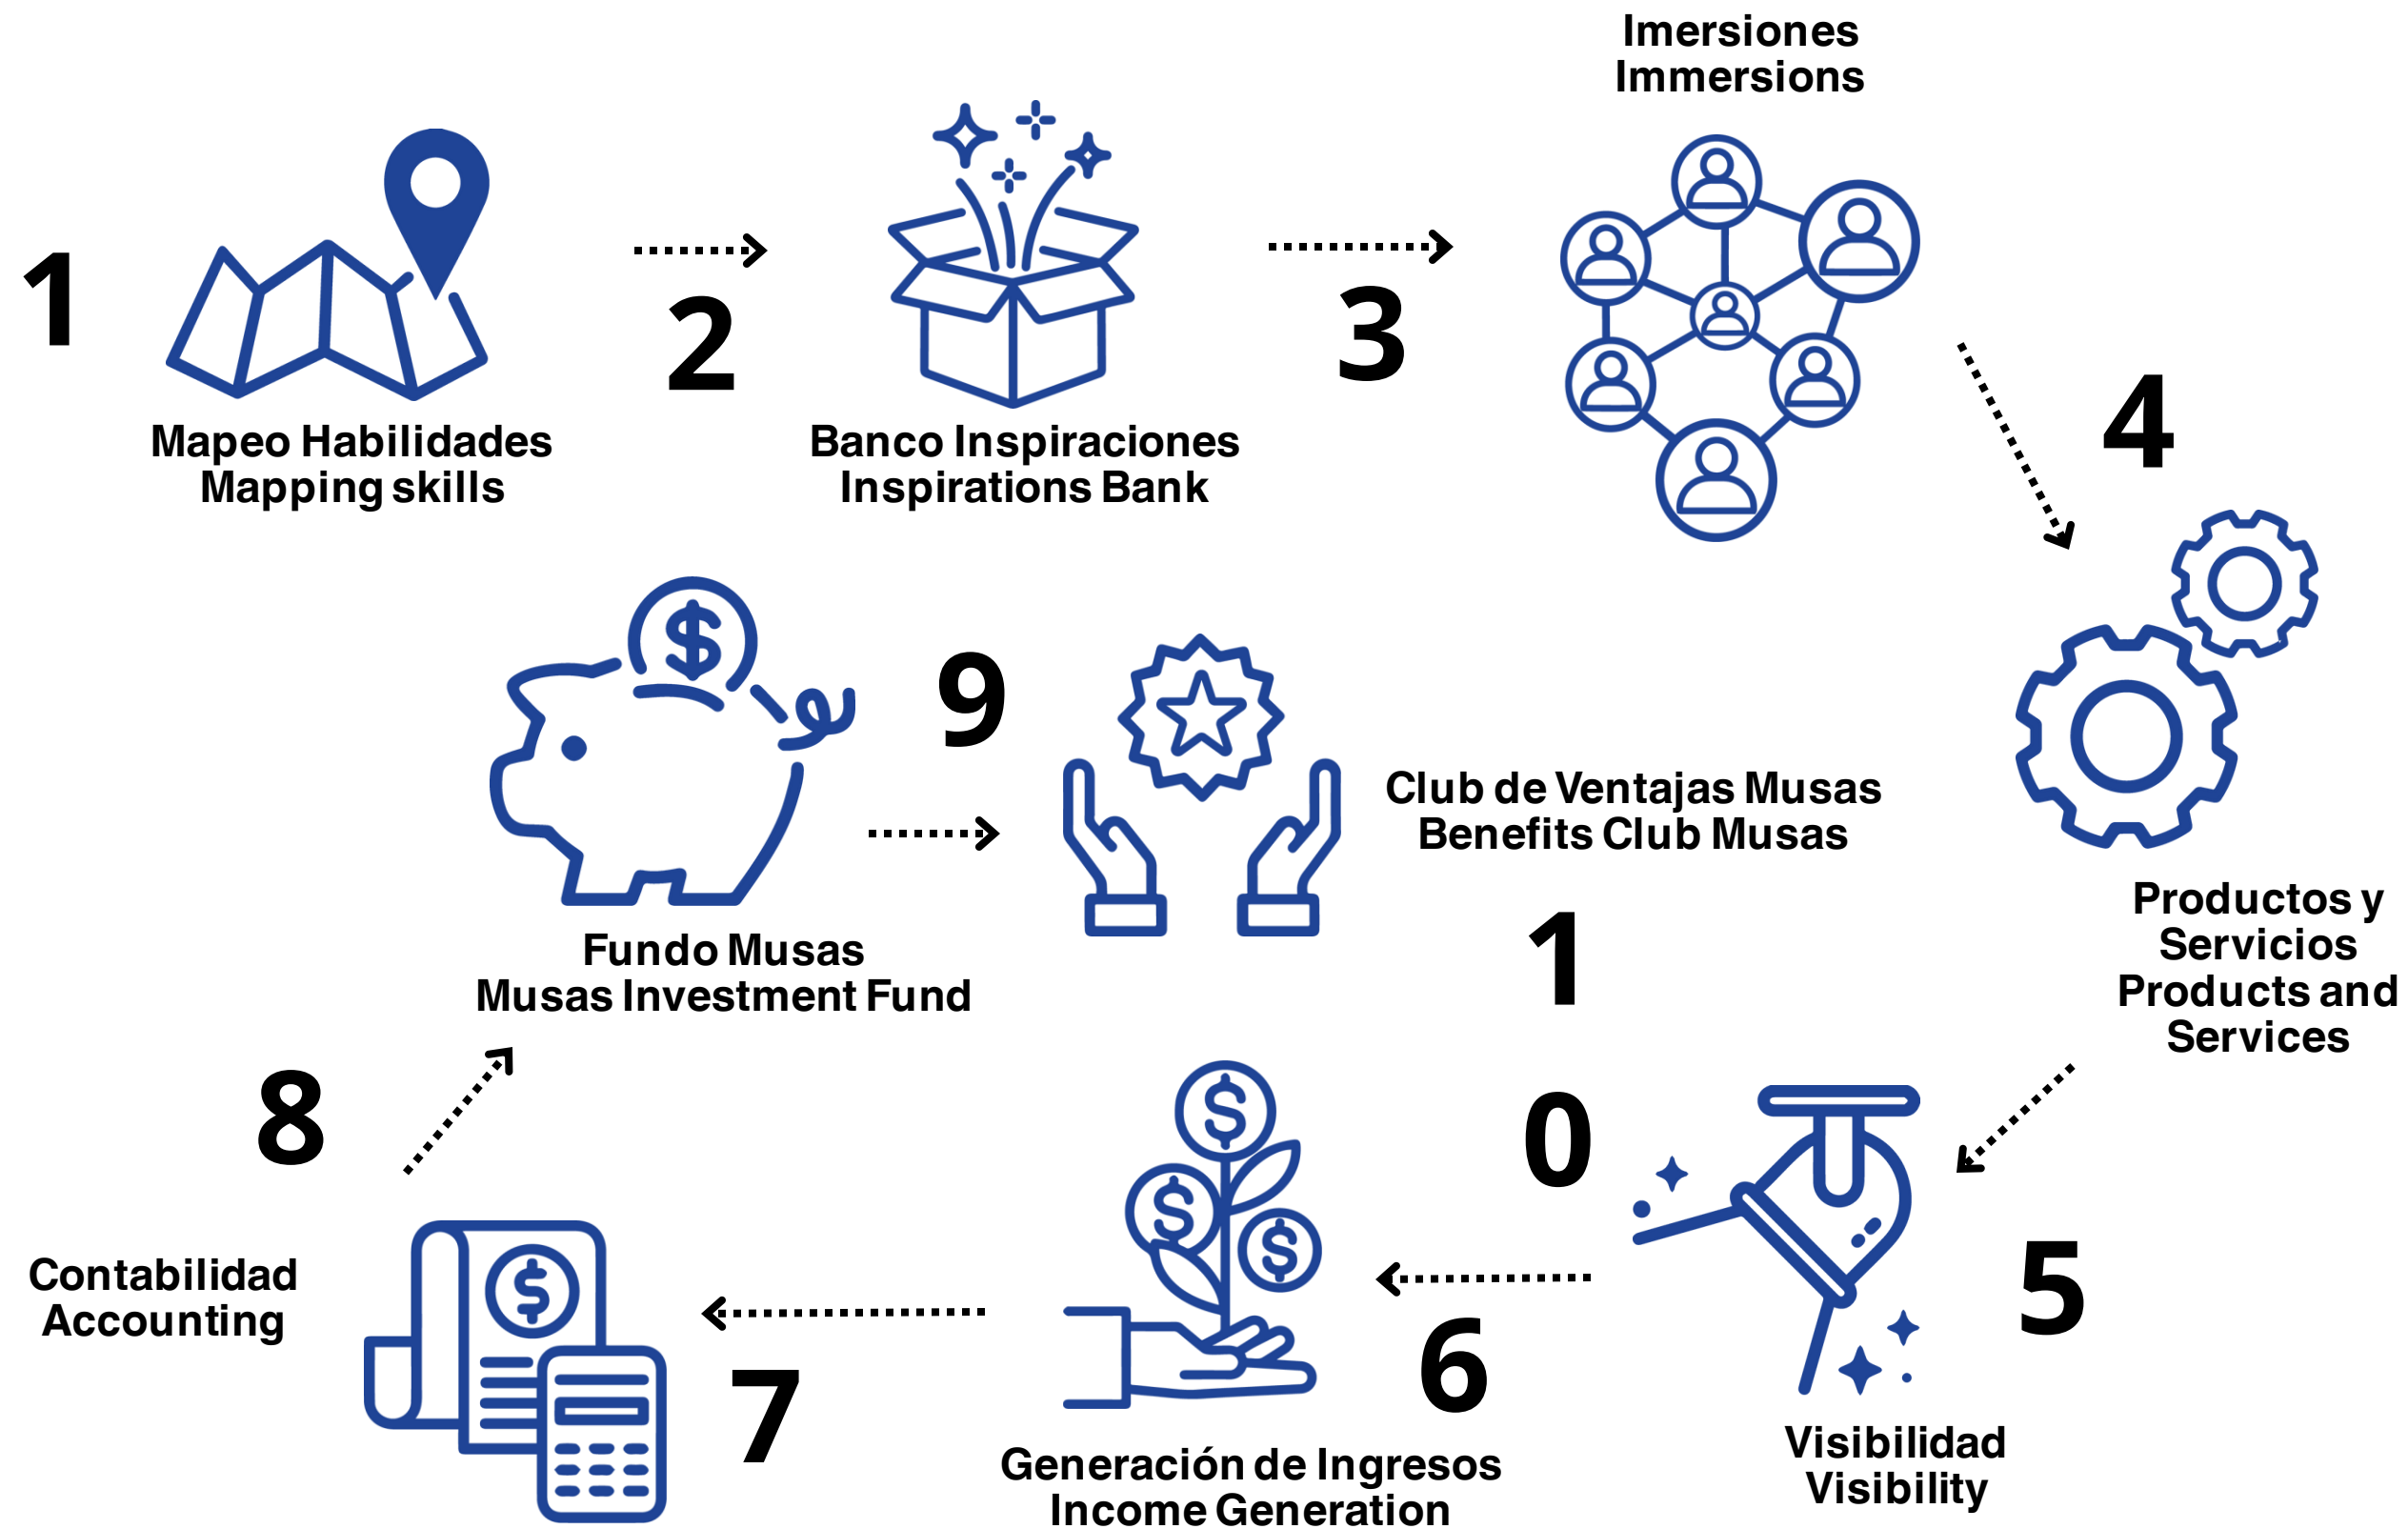 1
Mapeo Habilidades
Mapping skills
2
Banco Inspiraciones
Inspirations Bank
3
Imersiones
Immersions
4
Productos y
Servicios
Products and
Services
5
Visibilidad
Visibility
6
Generación de Ingresos
Income Generation
7
Contabilidad
Accounting
8
Fundo Musas
Musas Investment Fund
9
Club de Ventajas Musas
Benefits Club Musas
1
0